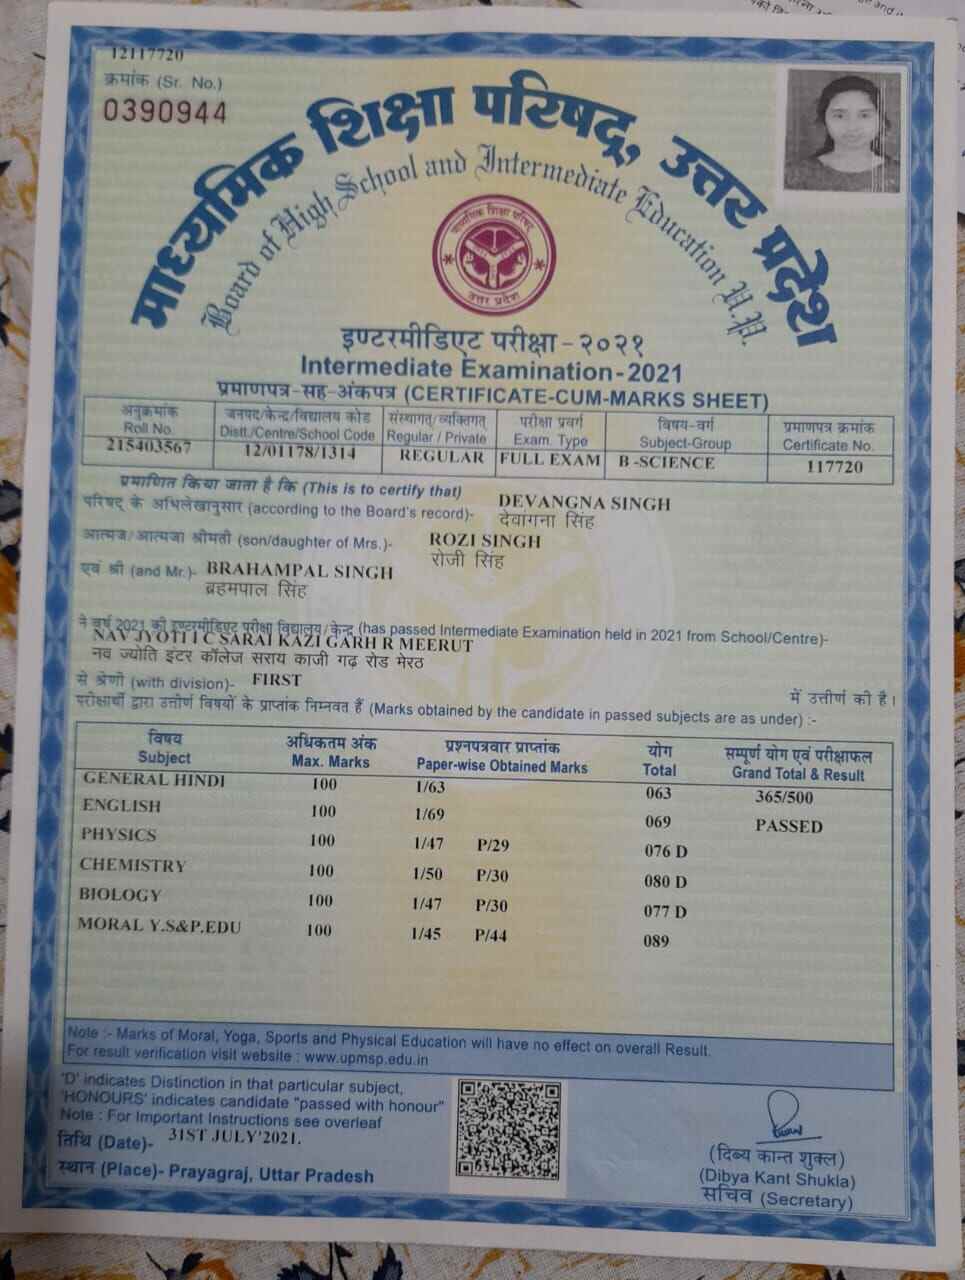 12117720
क्रमांक (Sr. No.)
0390944
माध्यमिक शिक्षा परिषद्, उत्तर प्रदेश
Board of High School and Intermediate Education U.P.
माध्यमिक शिक्षा परिषद्
उत्तर प्रदेश
इण्टरमीडिएट परीक्षा - २०२१
Intermediate Examination - 2021
प्रमाणपत्र-सह-अंकपत्र (CERTIFICATE-CUM-MARKS SHEET)
अनुक्रमांक जनपद/केन्द्र/विद्यालय कोड संस्थागत/व्यक्तिगत परीक्षा प्रवर्ग विषय-वर्ग प्रमाणपत्र क्रमांक
Roll No. Distt./Centre/School Code Regular / Private Exam. Type Subject-Group Certificate No.
215403567 12/01178/1314 REGULAR FULL EXAM B -SCIENCE 117720
प्रमाणित किया जाता है कि (This is to certify that)
परिषद् के अभिलेखानुसार (according to the Board's record)- DEVANGNA SINGH
देवागना सिंह
आत्मज/आत्मजा श्रीमती (son/daughter of Mrs.)- ROZI SINGH
रोजी सिंह
एवं श्री (and Mr.)- BRAHAMPAL SINGH
ब्रहमपाल सिंह
ने वर्ष 2021 की इण्टरमीडिएट परीक्षा विद्यालय/केन्द्र (has passed Intermediate Examination held in 2021 from School/Centre)-
NAV JYOTI I C SARAI KAZI GARH R MEERUT
नव ज्योति इंटर कॉलेज सराय काजी गढ़ रोड मेरठ
से श्रेणी (with division)- FIRST में उत्तीर्ण की है।
परीक्षार्थी द्वारा उत्तीर्ण विषयों के प्राप्तांक निम्नवत हैं (Marks obtained by the candidate in passed subjects are as under) :-
विषय अधिकतम अंक प्रश्नपत्रवार प्राप्तांक योग सम्पूर्ण योग एवं परीक्षाफल
Subject Max. Marks Paper-wise Obtained Marks Total Grand Total & Result
GENERAL HINDI 100 1/63 063 365/500
ENGLISH 100 1/69 069 PASSED
PHYSICS 100 1/47 P/29 076 D
CHEMISTRY 100 1/50 P/30 080 D
BIOLOGY 100 1/47 P/30 077 D
MORAL Y.S&P.EDU 100 1/45 P/44 089
Note :- Marks of Moral, Yoga, Sports and Physical Education will have no effect on overall Result.
For result verification visit website : www.upmsp.edu.in
'D' indicates Distinction in that particular subject,
'HONOURS' indicates candidate "passed with honour"
Note : For Important Instructions see overleaf
तिथि (Date)- 31ST JULY'2021.
स्थान (Place)- Prayagraj, Uttar Pradesh
(दिब्य कान्त शुक्ल)
(Dibya Kant Shukla)
सचिव (Secretary)